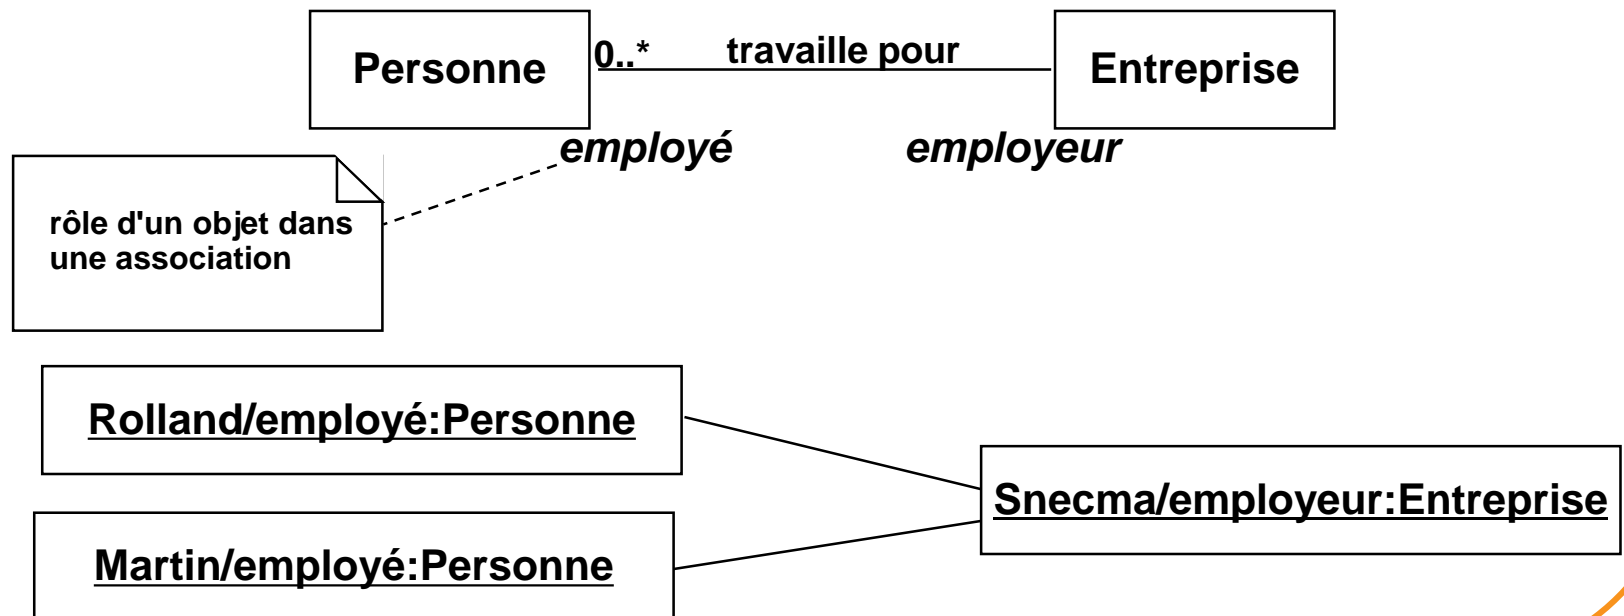 Personne
0..*
travaille pour
Entreprise
employé
employeur
rôle d'un objet dans
une association
Rolland/employé:Personne
Snecma/employeur:Entreprise
Martin/employé:Personne